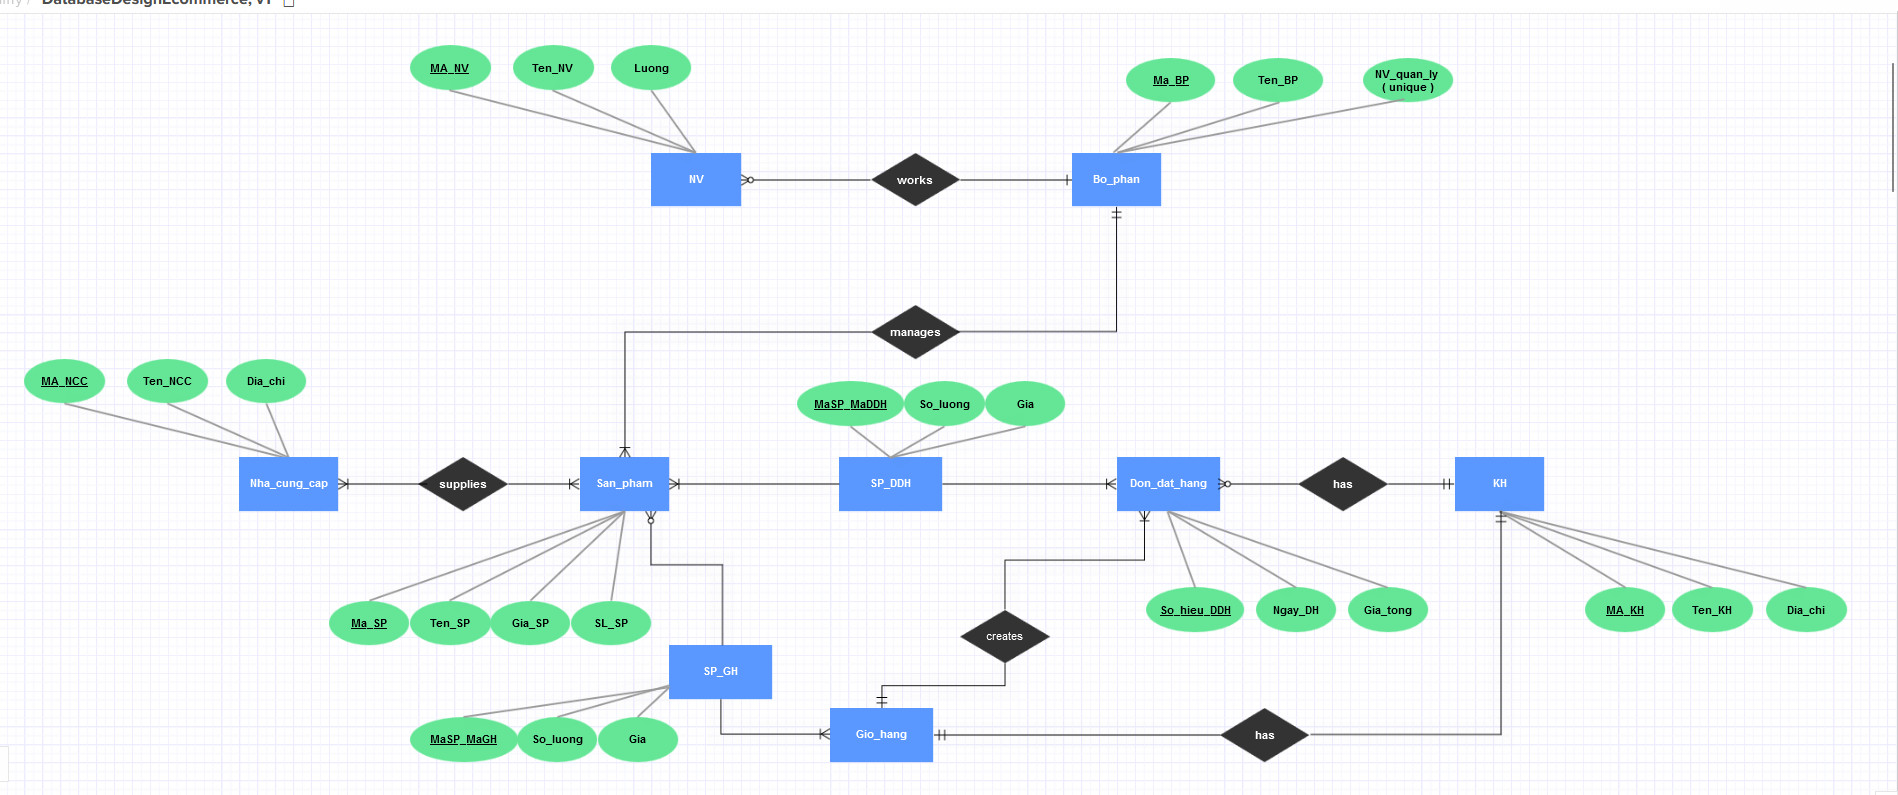 DatabaseDesignEcommerce, v1
MA_NV
Ten_NV
Luong
Ma_BP
Ten_BP
NV_quan_ly
( unique )
NV
works
Bo_phan
manages
MA_NCC
Ten_NCC
Dia_chi
MaSP_MaDDH
So_luong
Gia
Nha_cung_cap
supplies
San_pham
SP_DDH
Don_dat_hang
has
KH
Ma_SP
Ten_SP
Gia_SP
SL_SP
So_hieu_DDH
Ngay_DH
Gia_tong
MA_KH
Ten_KH
Dia_chi
creates
SP_GH
MaSP_MaGH
So_luong
Gia
Gio_hang
has